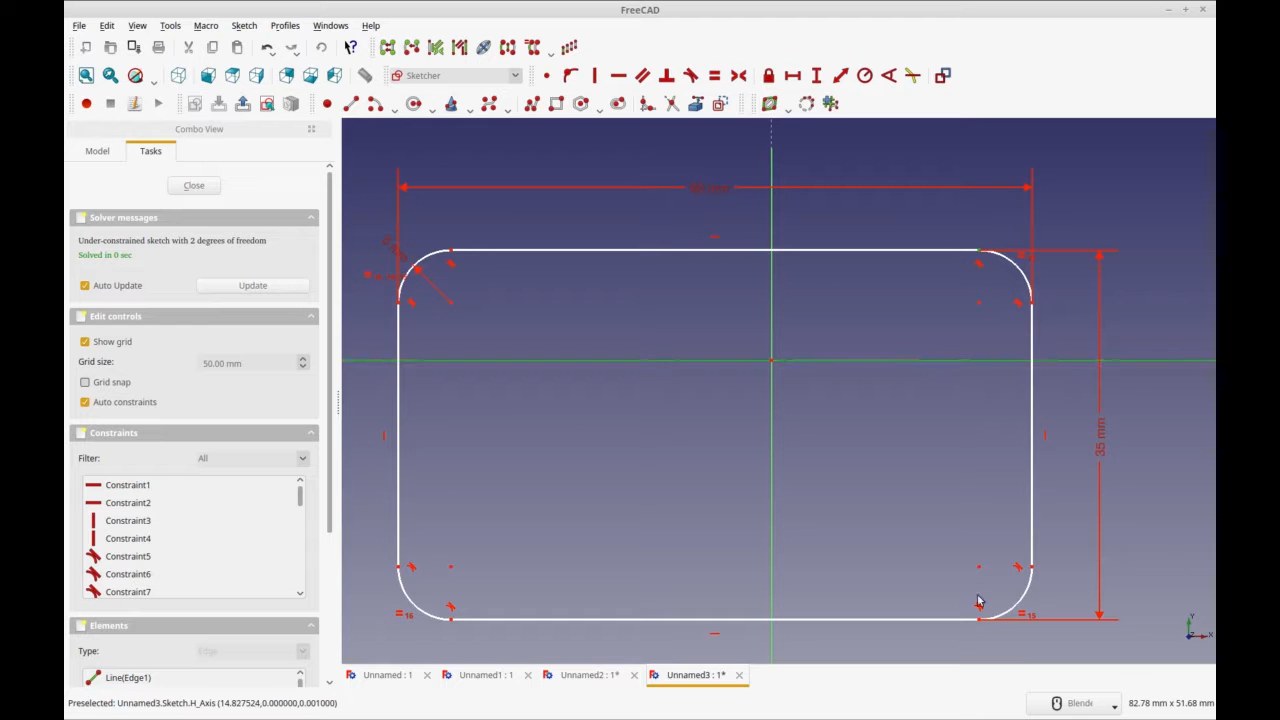 FreeCAD
File Edit View Tools Macro Sketch Profiles Windows Help
Sketcher
Combo View
Model Tasks
Close
Solver messages
Under-constrained sketch with 2 degrees of freedom
Solved in 0 sec
Auto Update Update
Edit controls
Show grid
Grid size: 50.00 mm
Grid snap
Auto constraints
Constraints
Filter: All
Constraint1
Constraint2
Constraint3
Constraint4
Constraint5
Constraint6
Constraint7
Elements
Type: Edge
Line(Edge1)
35 mm
16
15
Y
X
Unnamed : 1 Unnamed1 : 1 Unnamed2 : 1* Unnamed3 : 1*
Preselected: Unnamed3.Sketch.H_Axis (14.827524,0.000000,0.001000)
Blende 82.78 mm x 51.68 mm